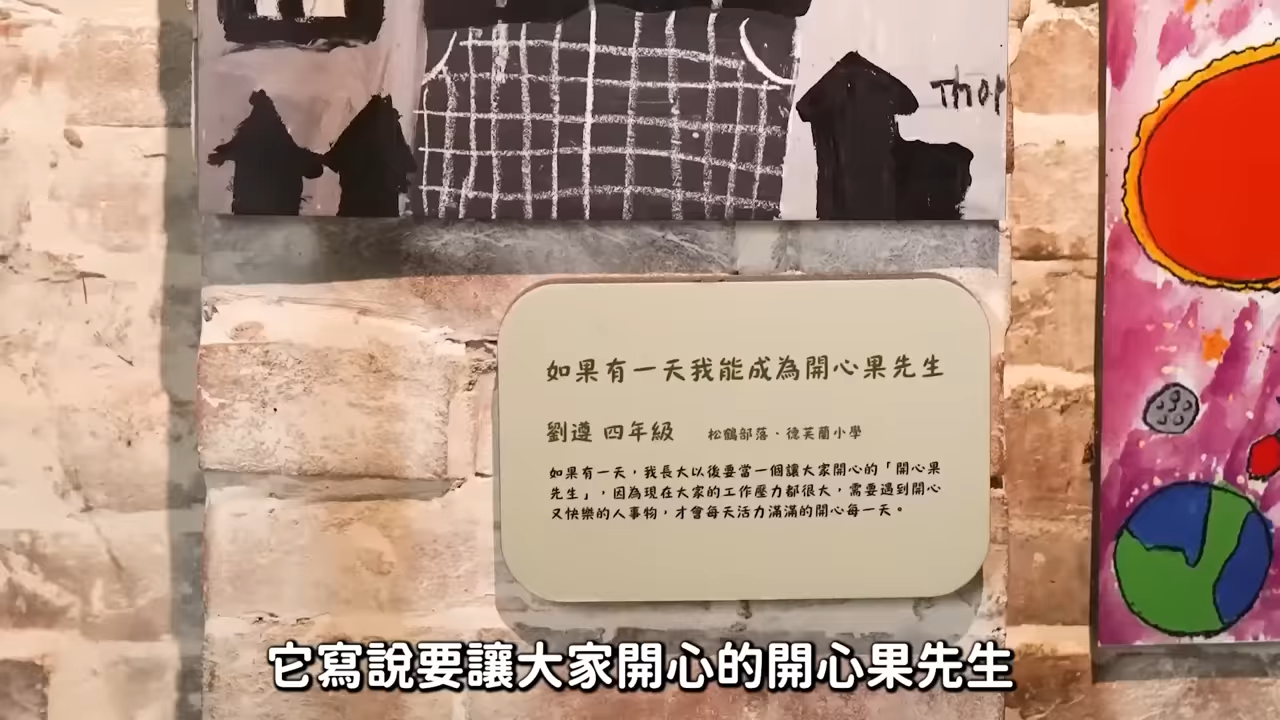 Thop
如果有一天我能成為開心果先生
劉遵 四年級 松鶴部落、德芙蘭小學
如果有一天，我長大以後要當一個讓大家開心的「開心果
先生」，因為現在大家的工作壓力都很大，需要遇到開心
又快樂的人事物，才會每天活力滿滿的開心每一天。
它寫說要讓大家開心的開心果先生